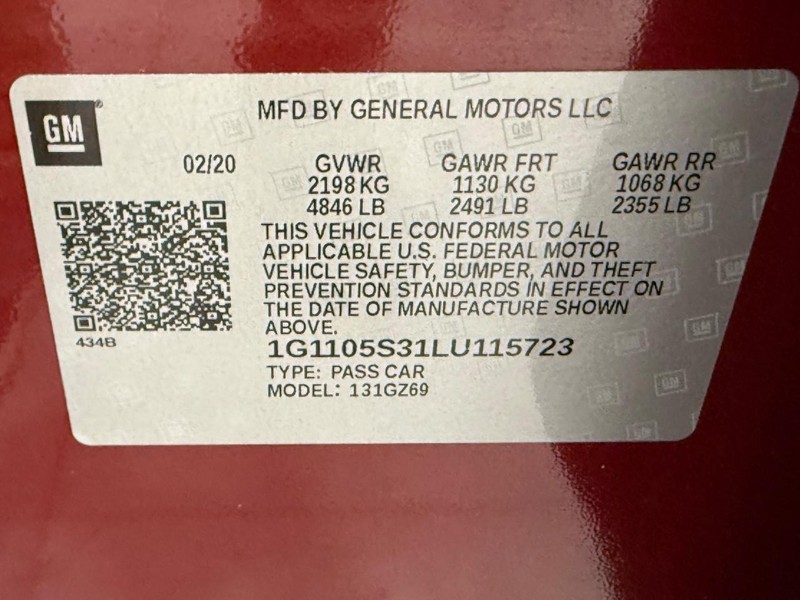 GM
MFD BY GENERAL MOTORS LLC
02/20 GVWR GAWR FRT GAWR RR
2198 KG 1130 KG 1068 KG
4846 LB 2491 LB 2355 LB
THIS VEHICLE CONFORMS TO ALL
APPLICABLE U.S. FEDERAL MOTOR
VEHICLE SAFETY, BUMPER, AND THEFT
PREVENTION STANDARDS IN EFFECT ON
THE DATE OF MANUFACTURE SHOWN
ABOVE.
434B
1G1105S31LU115723
TYPE: PASS CAR
MODEL: 131GZ69